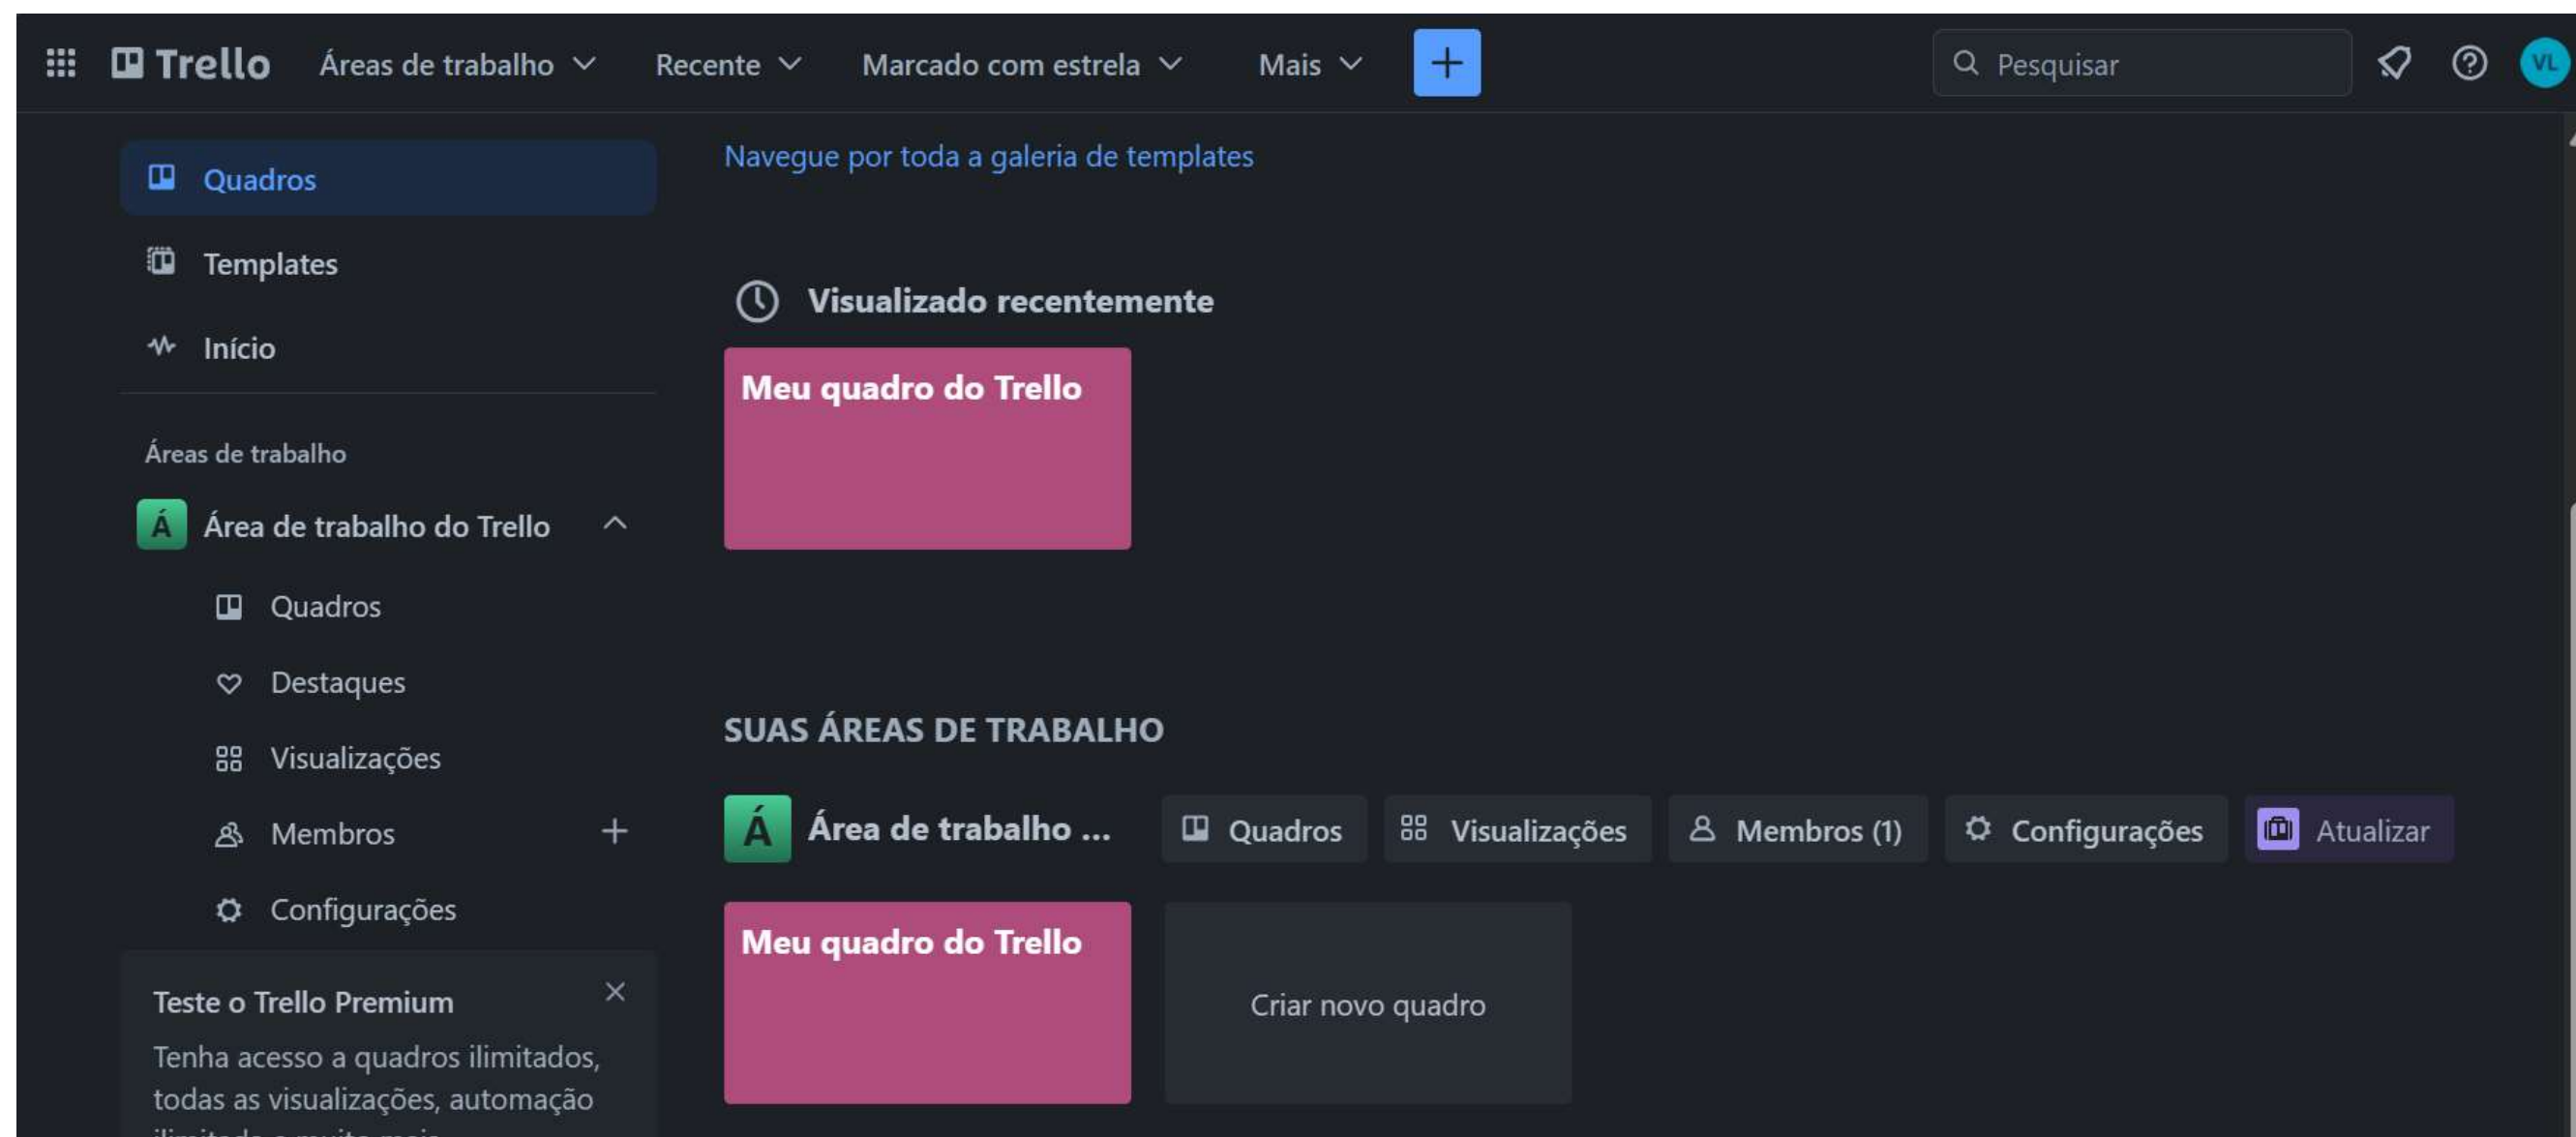 Trello Áreas de trabalho Recente Marcado com estrela Mais Pesquisar VL
Quadros
Templates
Início
Áreas de trabalho
Á Área de trabalho do Trello
Quadros
Destaques
Visualizações
Membros
Configurações
Teste o Trello Premium
Tenha acesso a quadros ilimitados,
todas as visualizações, automação
Navegue por toda a galeria de templates
Visualizado recentemente
Meu quadro do Trello
SUAS ÁREAS DE TRABALHO
Á Área de trabalho ... Quadros Visualizações Membros (1) Configurações Atualizar
Meu quadro do Trello
Criar novo quadro